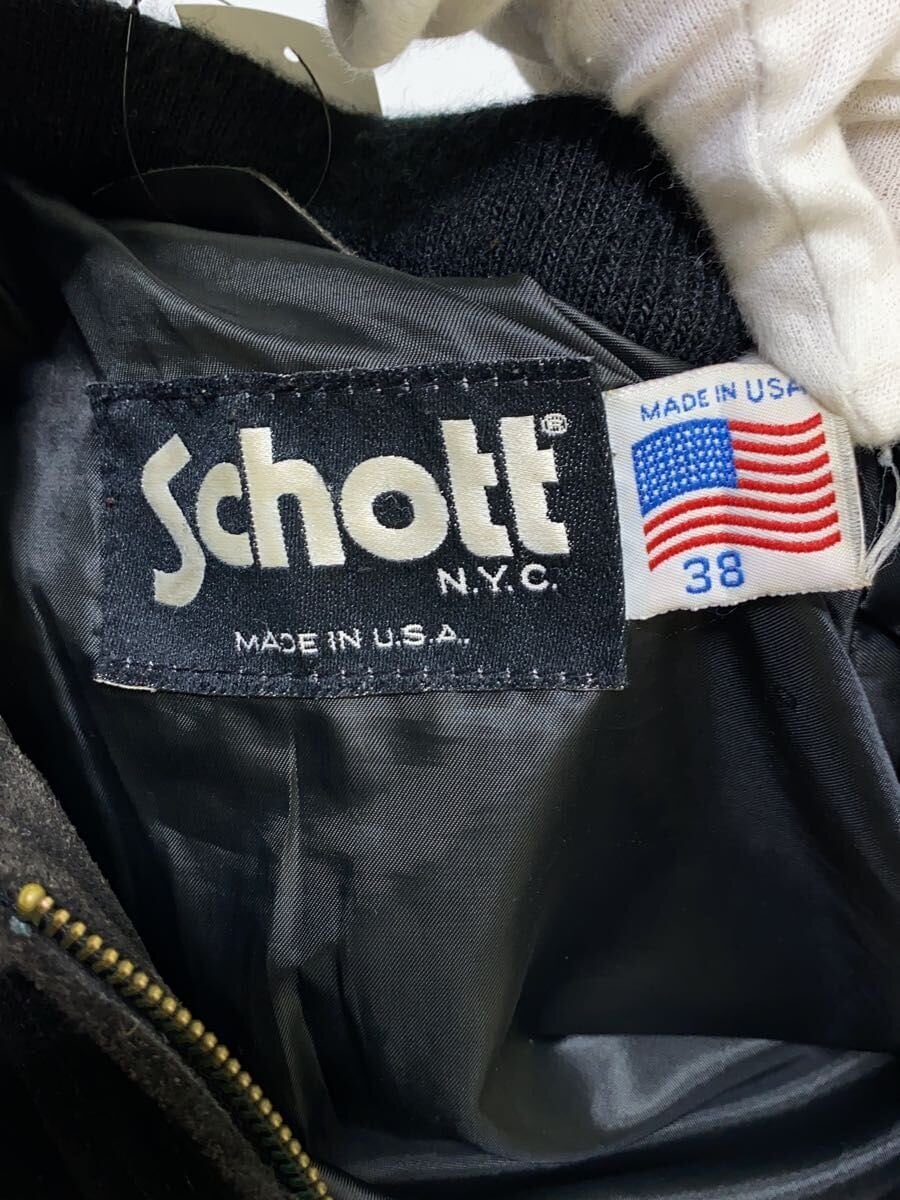 Schott®
N.Y.C.
MADE IN U.S.A.
MADE IN USA
38